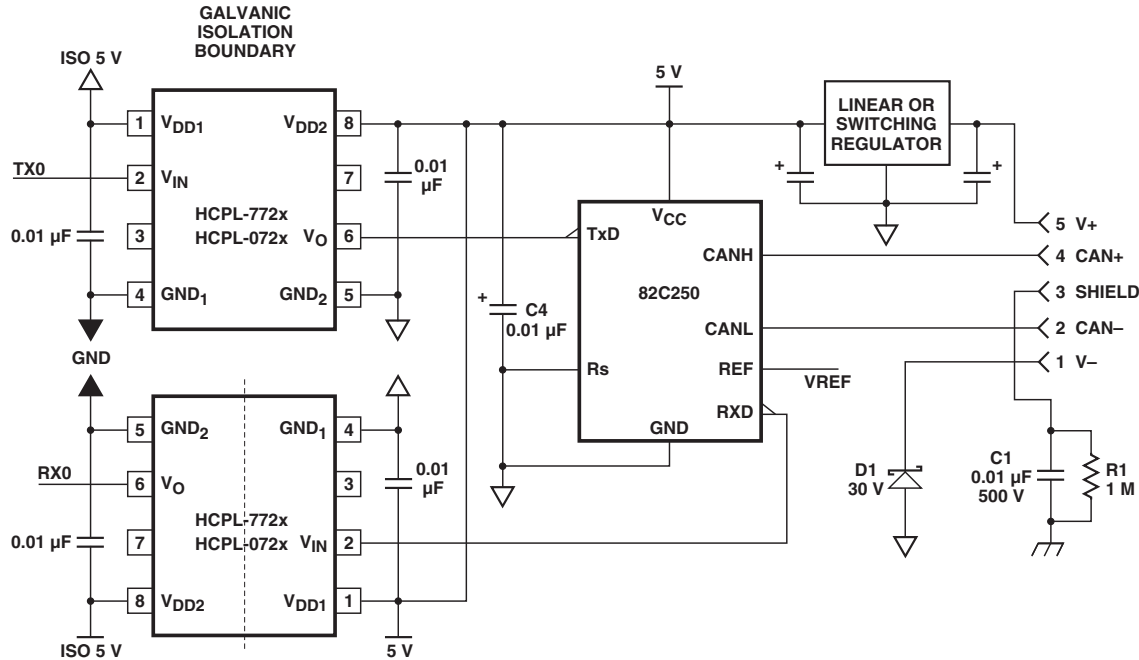 GALVANIC
ISOLATION
BOUNDARY
ISO 5 V
1 VDD1
VDD2 8
TX0
2 VIN
7
3
HCPL-772x
HCPL-072x
VO 6
4 GND1
GND2 5
0.01 µF
0.01
µF
GND
5 GND2
GND1 4
RX0
6 VO
3
7
HCPL-772x
HCPL-072x
VIN 2
8 VDD2
VDD1 1
0.01 µF
0.01
µF
ISO 5 V
5 V
5 V
+
C4
0.01 µF
VCC
TxD
CANH
82C250
CANL
Rs
REF
VREF
RXD
GND
LINEAR OR
SWITCHING
REGULATOR
+
+
5 V+
4 CAN+
3 SHIELD
2 CAN–
1 V–
D1
30 V
C1
0.01 µF
500 V
R1
1 M